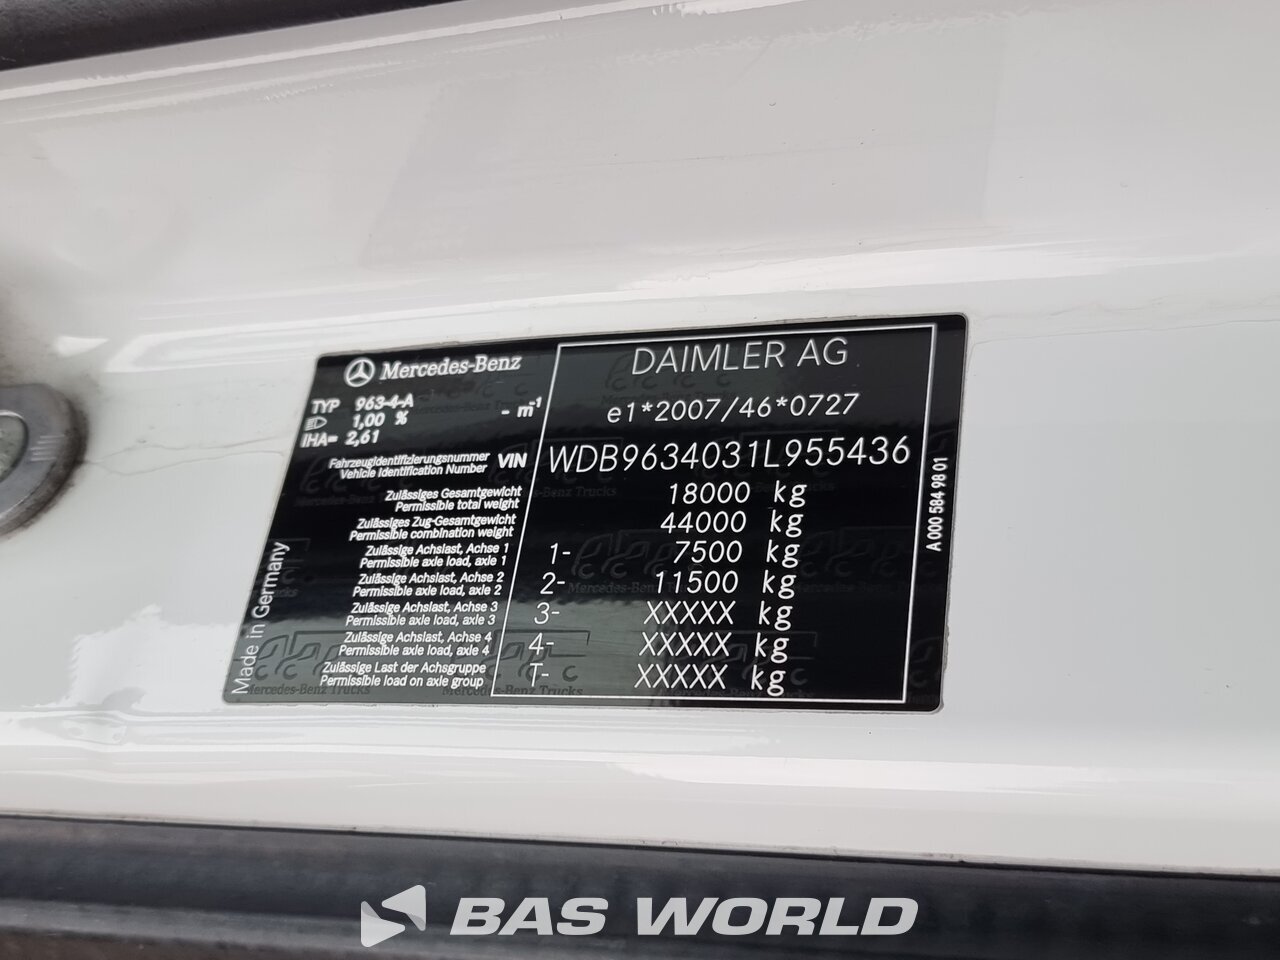 Mercedes-Benz
DAIMLER AG
TYP 963-4-A
1,00 % - m-1
IHA= 2,61
e1*2007/46*0727
Fahrzeugidentifizierungsnummer
Vehicle Identification Number
VIN WDB9634031L955436
Zulässiges Gesamtgewicht
Permissible total weight
18000 kg
Zulässiges Zug-Gesamtgewicht
Permissible combination weight
44000 kg
Zulässige Achslast, Achse 1
Permissible axle load, axle 1
1- 7500 kg
Zulässige Achslast, Achse 2
Permissible axle load, axle 2
2- 11500 kg
Zulässige Achslast, Achse 3
Permissible axle load, axle 3
3- XXXXX kg
Zulässige Achslast, Achse 4
Permissible axle load, axle 4
4- XXXXX kg
Zulässige Last der Achsgruppe
Permissible load on axle group
T- XXXXX kg
Made in Germany
A 000 584 98 01
Mercedes-Benz Trucks
BAS WORLD